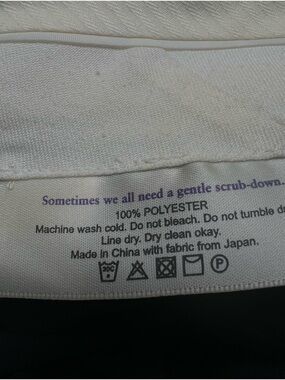 Sometimes we all need a gentle scrub-down.
100% POLYESTER
Machine wash cold. Do not bleach. Do not tumble
Line dry. Dry clean okay.
Made in China with fabric from Japan.
P